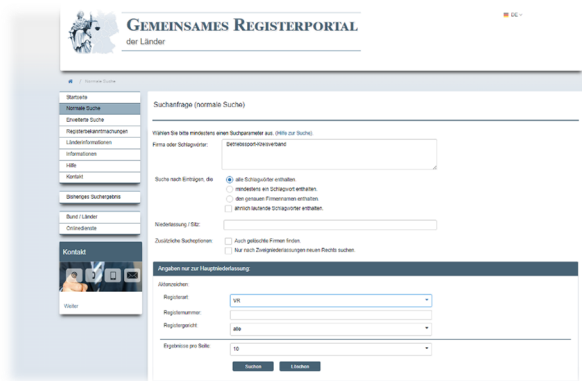 GEMEINSAMES REGISTERPORTAL
der Länder
DE
/ Normale Suche
Startseite
Normale Suche
Erweiterte Suche
Registerbekanntmachungen
Länderinformationen
Informationen
Hilfe
Kontakt
Bisheriges Suchergebnis
Bund / Länder
Onlinedienste
Kontakt
Weiter
Suchanfrage (normale Suche)
Wählen Sie bitte mindestens einen Suchparameter aus. (Hilfe zur Suche).
Firma oder Schlagwörter:
Betriebssport-Kreisverband
Suche nach Einträgen, die
alle Schlagwörter enthalten.
mindestens ein Schlagwort enthalten.
den genauen Firmennamen enthalten.
ähnlich lautende Schlagwörter enthalten.
Niederlassung / Sitz:
Zusätzliche Suchoptionen:
Auch gelöschte Firmen finden.
Nur nach Zweigniederlassungen neuen Rechts suchen.
Angaben nur zur Hauptniederlassung:
Aktenzeichen
Registerart:
VR
Registernummer:
Registergericht:
alle
Ergebnisse pro Seite:
10
Suchen
Löschen